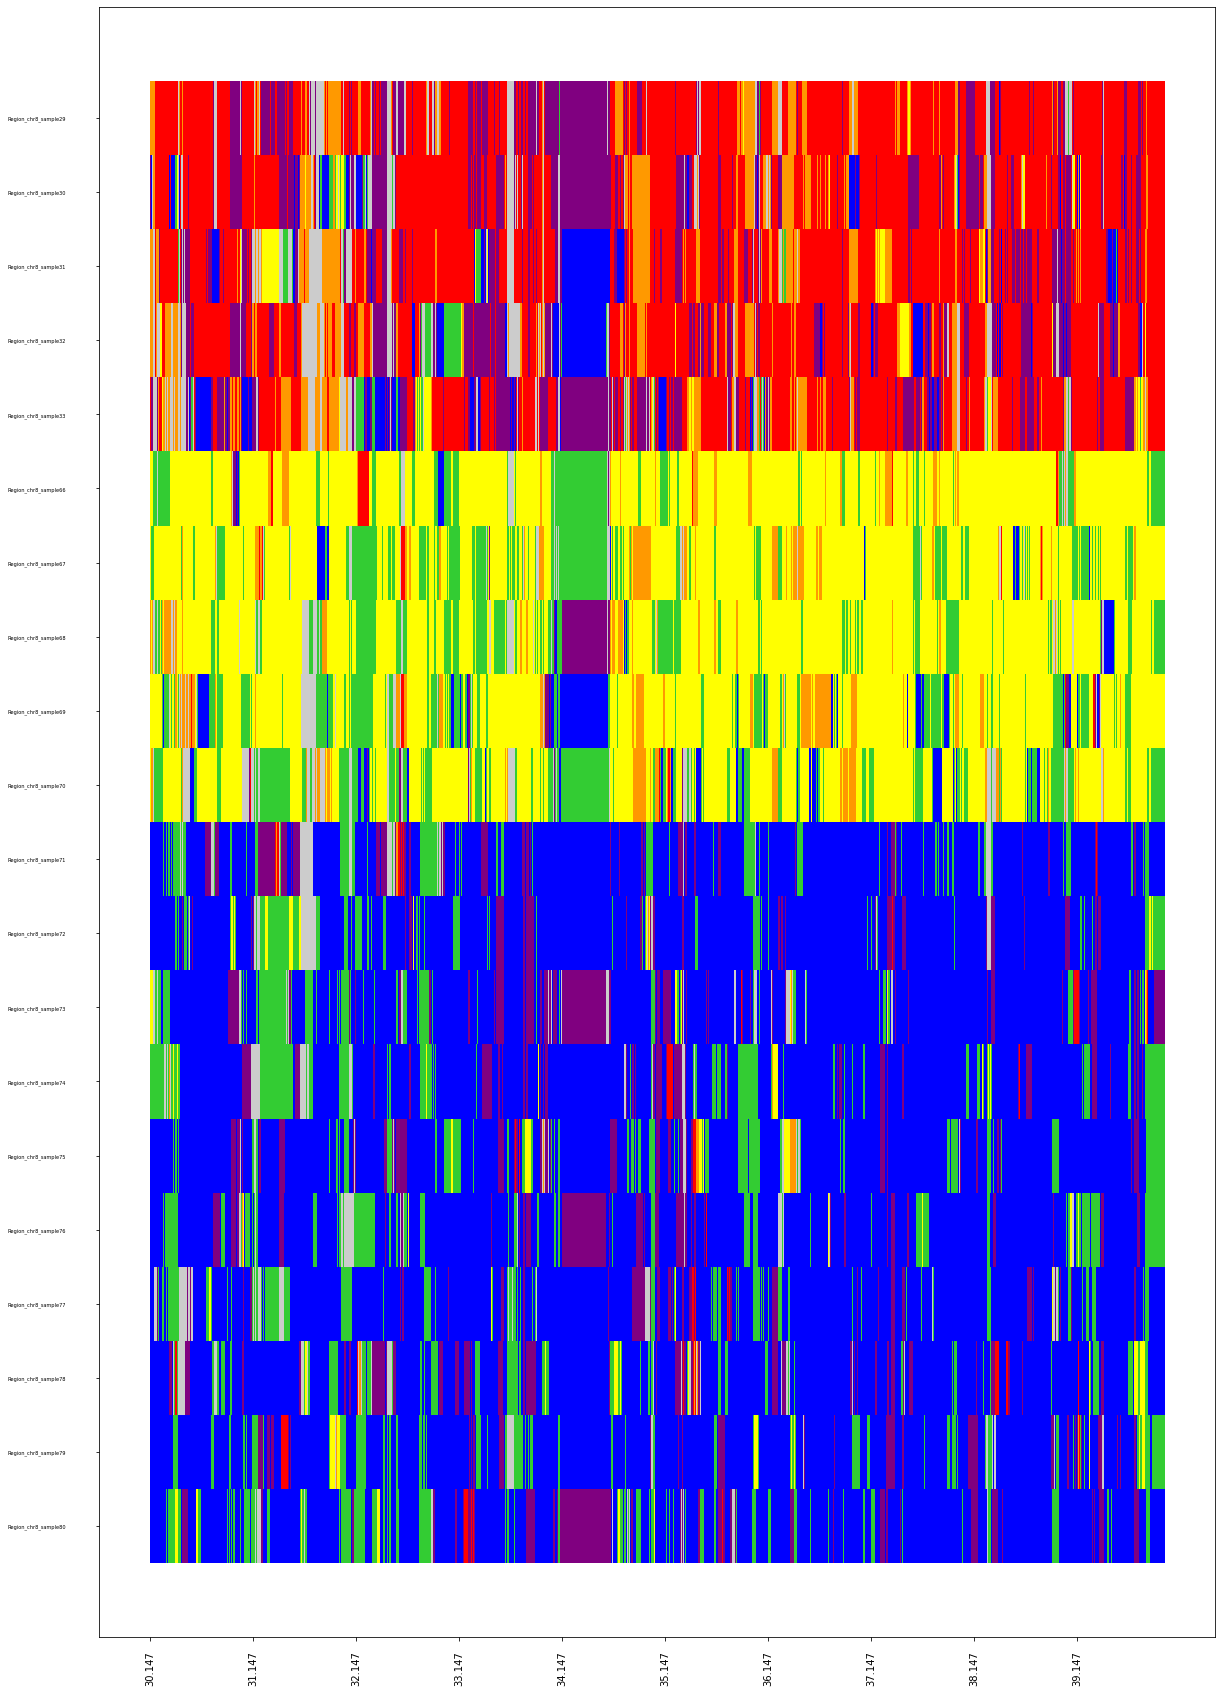 Region_chr8_sample29
Region_chr8_sample30
Region_chr8_sample31
Region_chr8_sample32
Region_chr8_sample33
Region_chr8_sample66
Region_chr8_sample67
Region_chr8_sample68
Region_chr8_sample69
Region_chr8_sample70
Region_chr8_sample71
Region_chr8_sample72
Region_chr8_sample73
Region_chr8_sample74
Region_chr8_sample75
Region_chr8_sample76
Region_chr8_sample77
Region_chr8_sample78
Region_chr8_sample79
Region_chr8_sample80
30.147
31.147
32.147
33.147
34.147
35.147
36.147
37.147
38.147
39.147